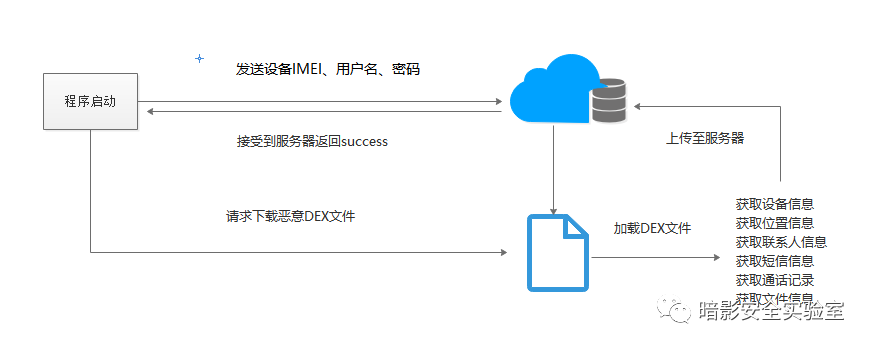 发送设备IMEI、用户名、密码
程序启动
接受到服务器返回success
上传至服务器
请求下载恶意DEX文件
加载DEX文件
获取设备信息
获取位置信息
获取联系人信息
获取短信信息
获取通话记录
获取文件信息
暗影安全实验室